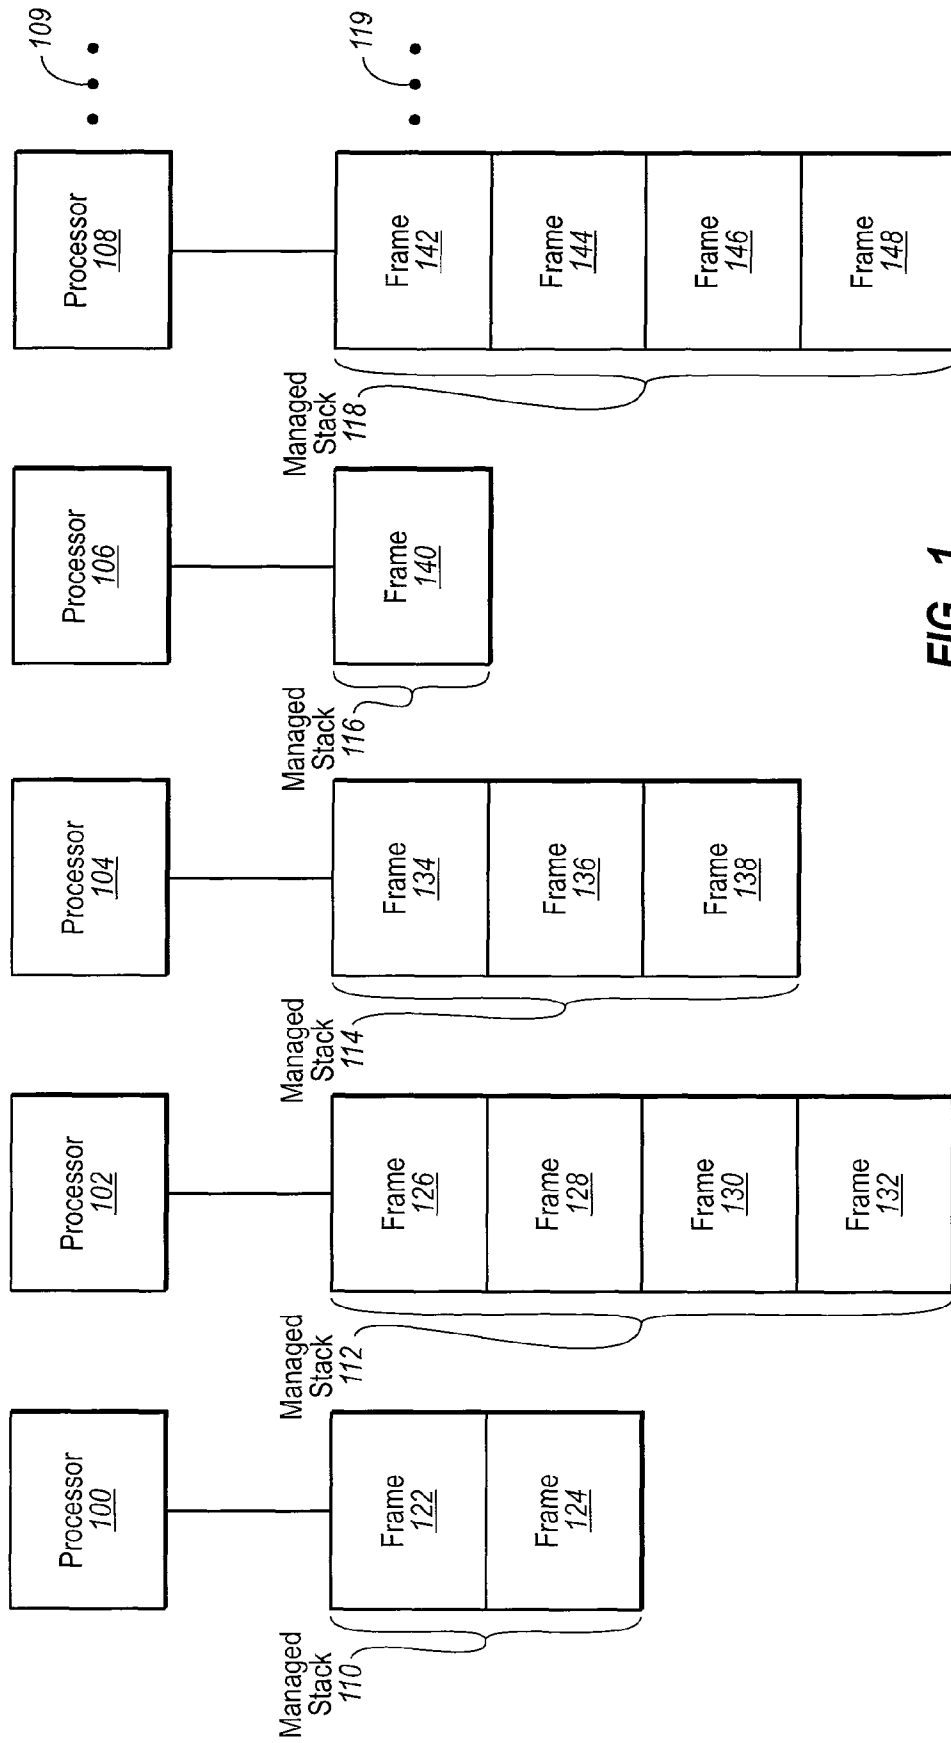 Processor
100
Processor
102
Processor
104
Processor
106
Processor
108
109
Managed
Stack
110
Frame
122
Frame
124
Managed
Stack
112
Frame
126
Frame
128
Frame
130
Frame
132
Managed
Stack
114
Frame
134
Frame
136
Frame
138
Managed
Stack
116
Frame
140
Managed
Stack
118
Frame
142
Frame
144
Frame
146
Frame
148
119
FIG. 1